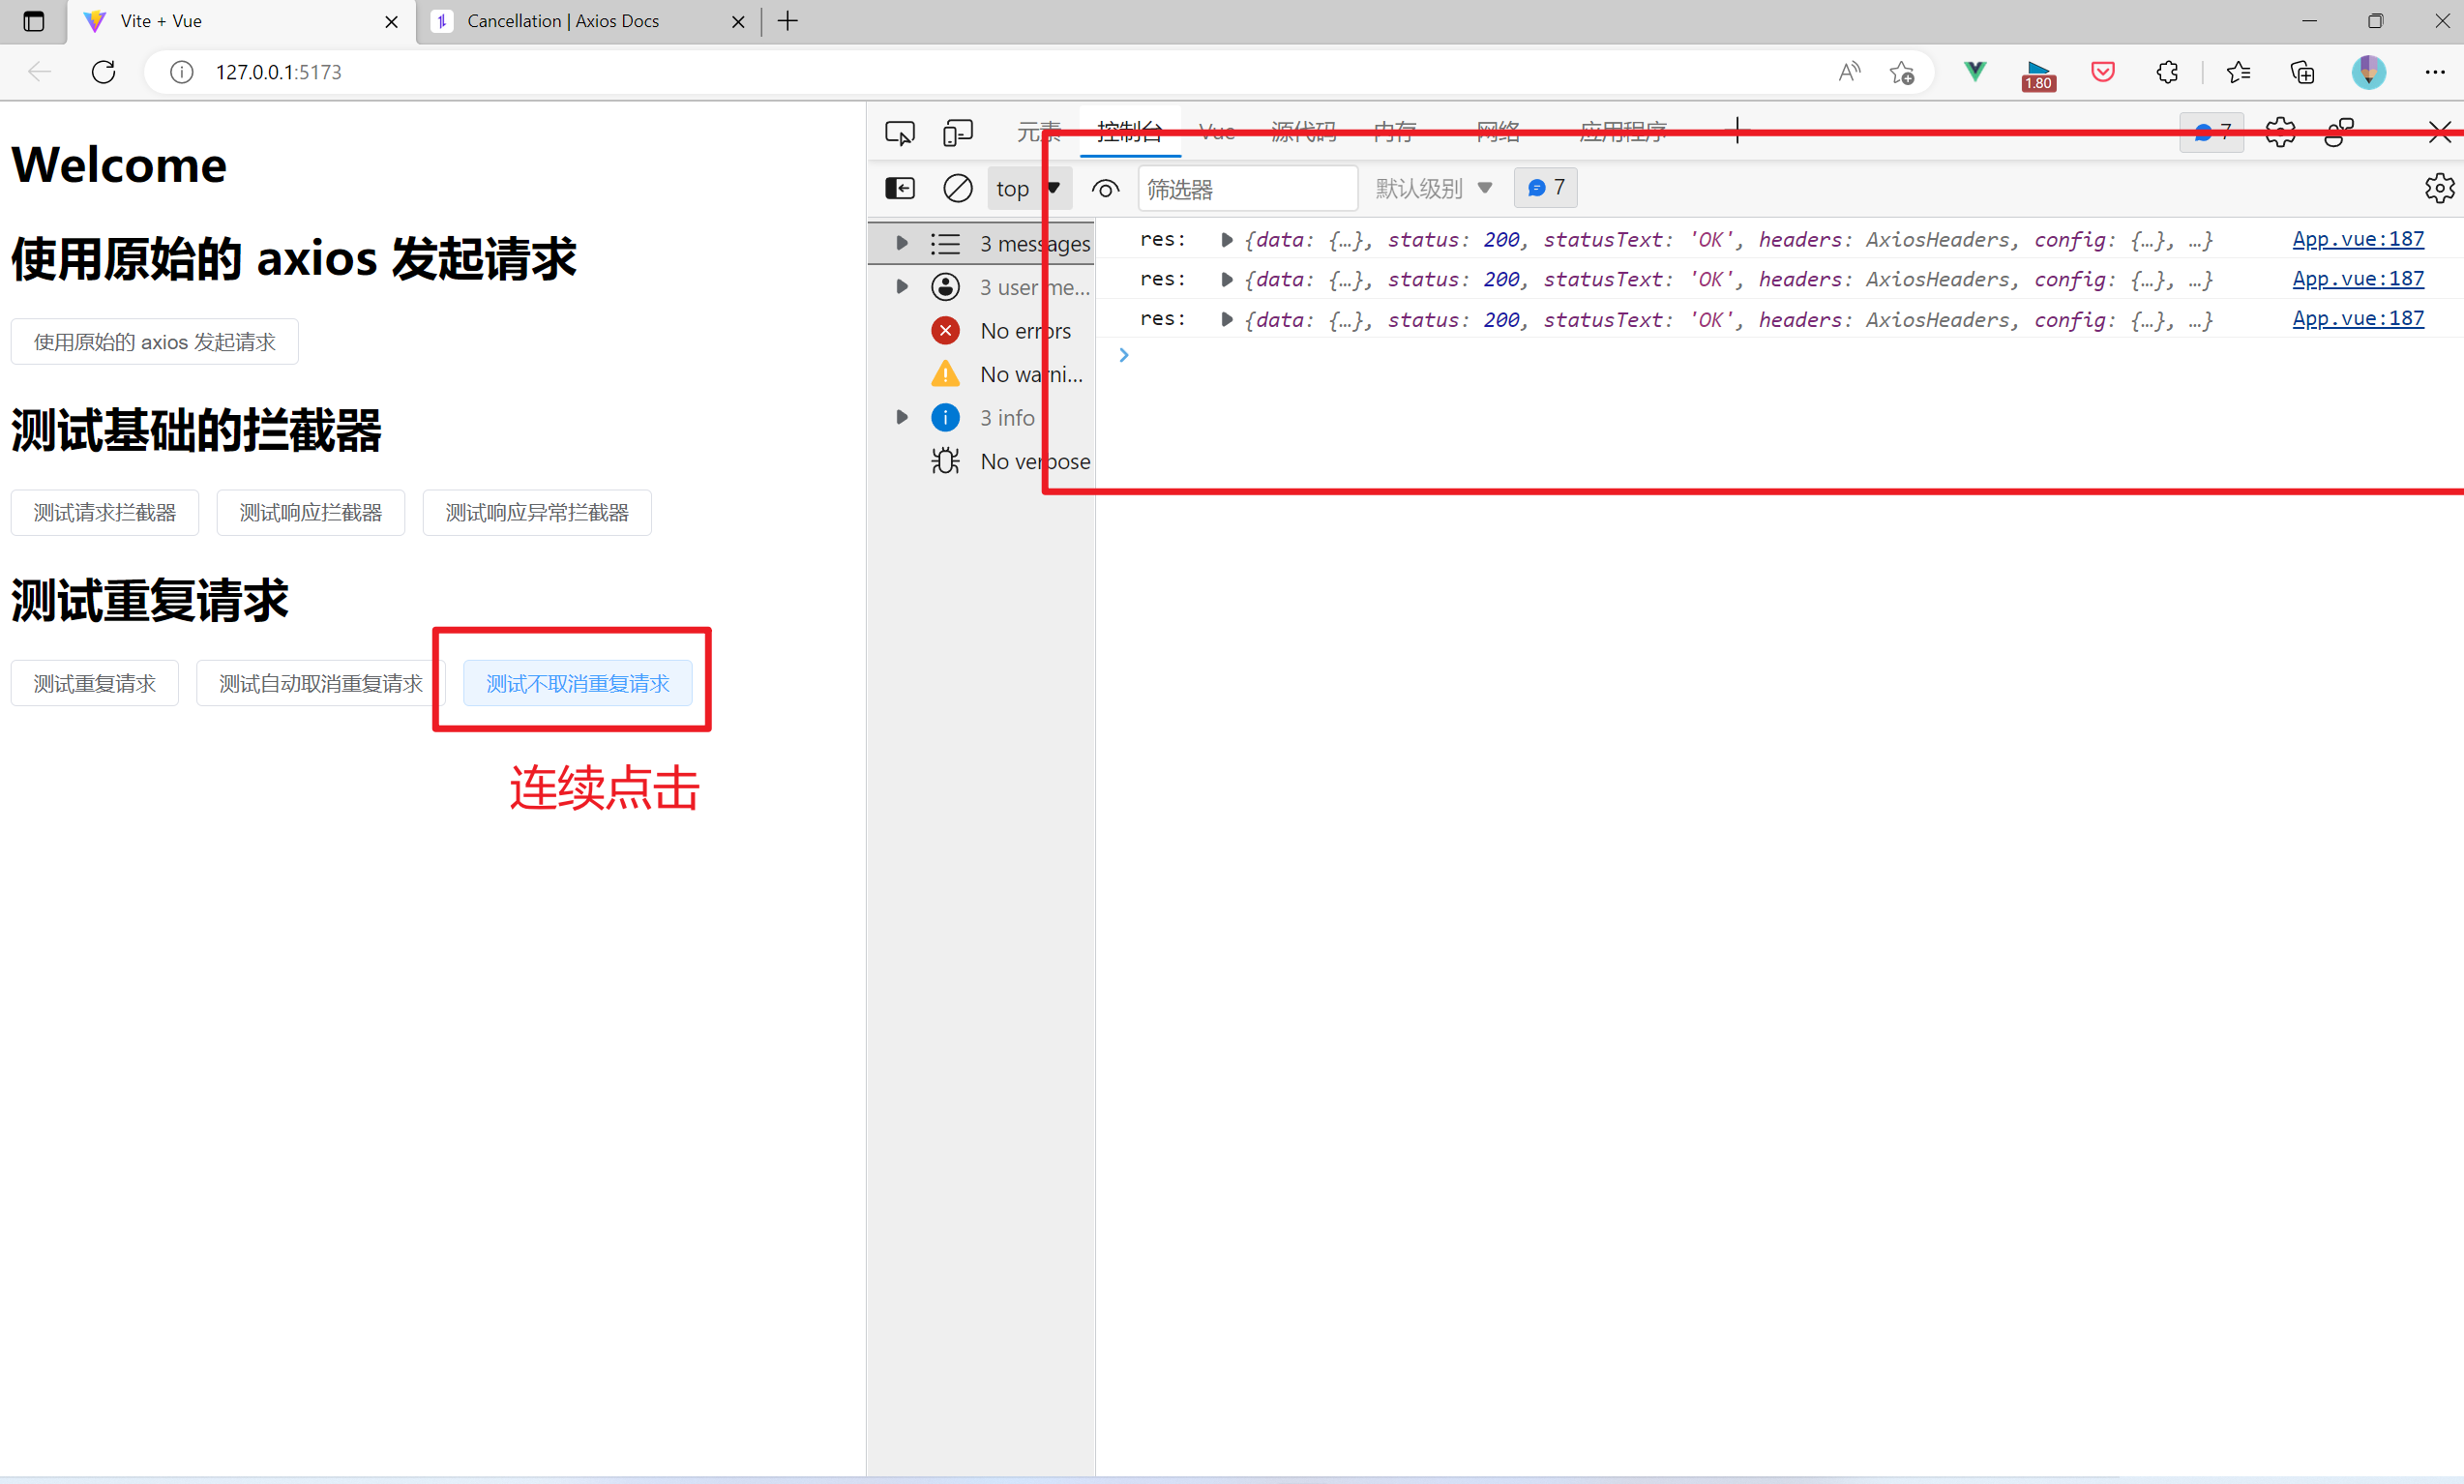 Vite + Vue
Cancellation | Axios Docs
127.0.0.1:5173
1.80
Welcome
使用原始的 axios 发起请求
使用原始的 axios 发起请求
测试基础的拦截器
测试请求拦截器 测试响应拦截器 测试响应异常拦截器
测试重复请求
测试重复请求 测试自动取消重复请求 测试不取消重复请求
连续点击
元素 控制台 Vue 源代码 内存 网络 应用程序 7
top 筛选器 默认级别 7
3 messages
3 user me...
No errors
No warni...
3 info
No verbose
res: {data: {…}, status: 200, statusText: 'OK', headers: AxiosHeaders, config: {…}, …} App.vue:187
res: {data: {…}, status: 200, statusText: 'OK', headers: AxiosHeaders, config: {…}, …} App.vue:187
res: {data: {…}, status: 200, statusText: 'OK', headers: AxiosHeaders, config: {…}, …} App.vue:187